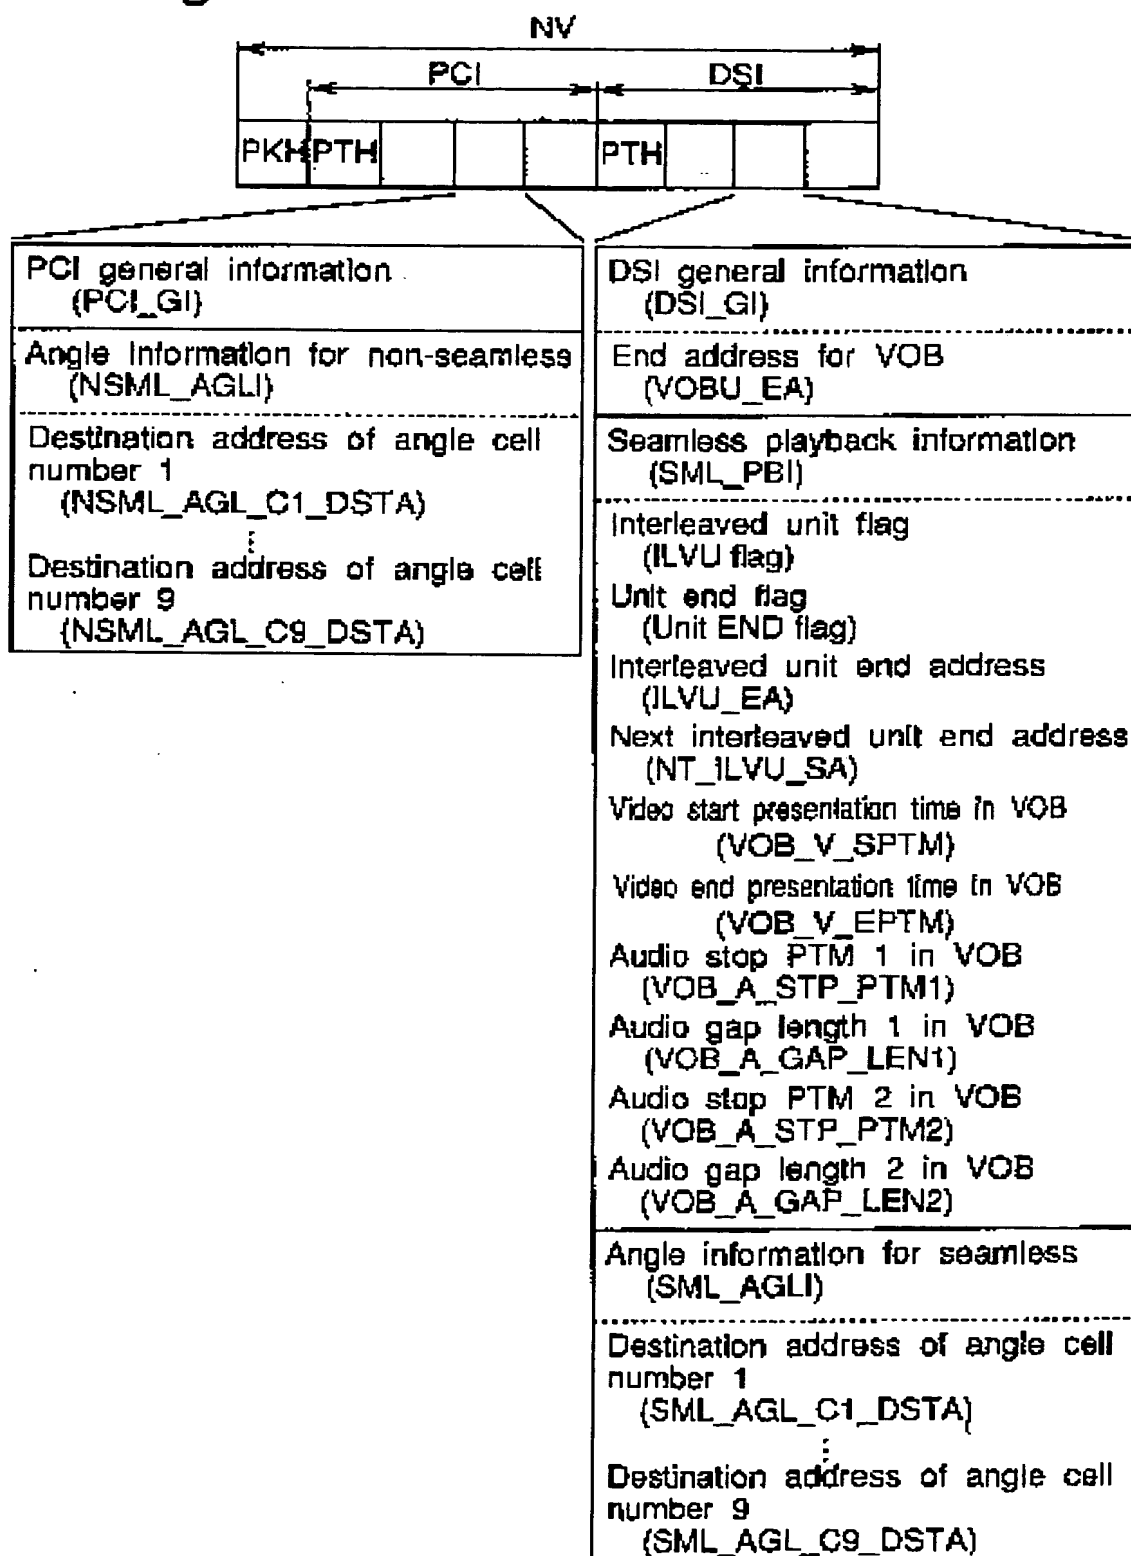 NV
PCI DSI
PKH PTH PTH
PCI general information
(PCI_GI)
Angle Information for non-seamless
(NSML_AGLI)
Destination address of angle cell
number 1
(NSML_AGL_C1_DSTA)
Destination address of angle cell
number 9
(NSML_AGL_C9_DSTA)
DSI general information
(DSI_GI)
End address for VOB
(VOBU_EA)
Seamless playback information
(SML_PBI)
Interleaved unit flag
(ILVU flag)
Unit end flag
(Unit END flag)
Interleaved unit end address
(ILVU_EA)
Next interleaved unit end address
(NT_ILVU_SA)
Video start presentation time in VOB
(VOB_V_SPTM)
Video end presentation time in VOB
(VOB_V_EPTM)
Audio stop PTM 1 in VOB
(VOB_A_STP_PTM1)
Audio gap length 1 in VOB
(VOB_A_GAP_LEN1)
Audio stop PTM 2 in VOB
(VOB_A_STP_PTM2)
Audio gap length 2 in VOB
(VOB_A_GAP_LEN2)
Angle information for seamless
(SML_AGLI)
Destination address of angle cell
number 1
(SML_AGL_C1_DSTA)
Destination address of angle cell
number 9
(SML_AGL_C9_DSTA)